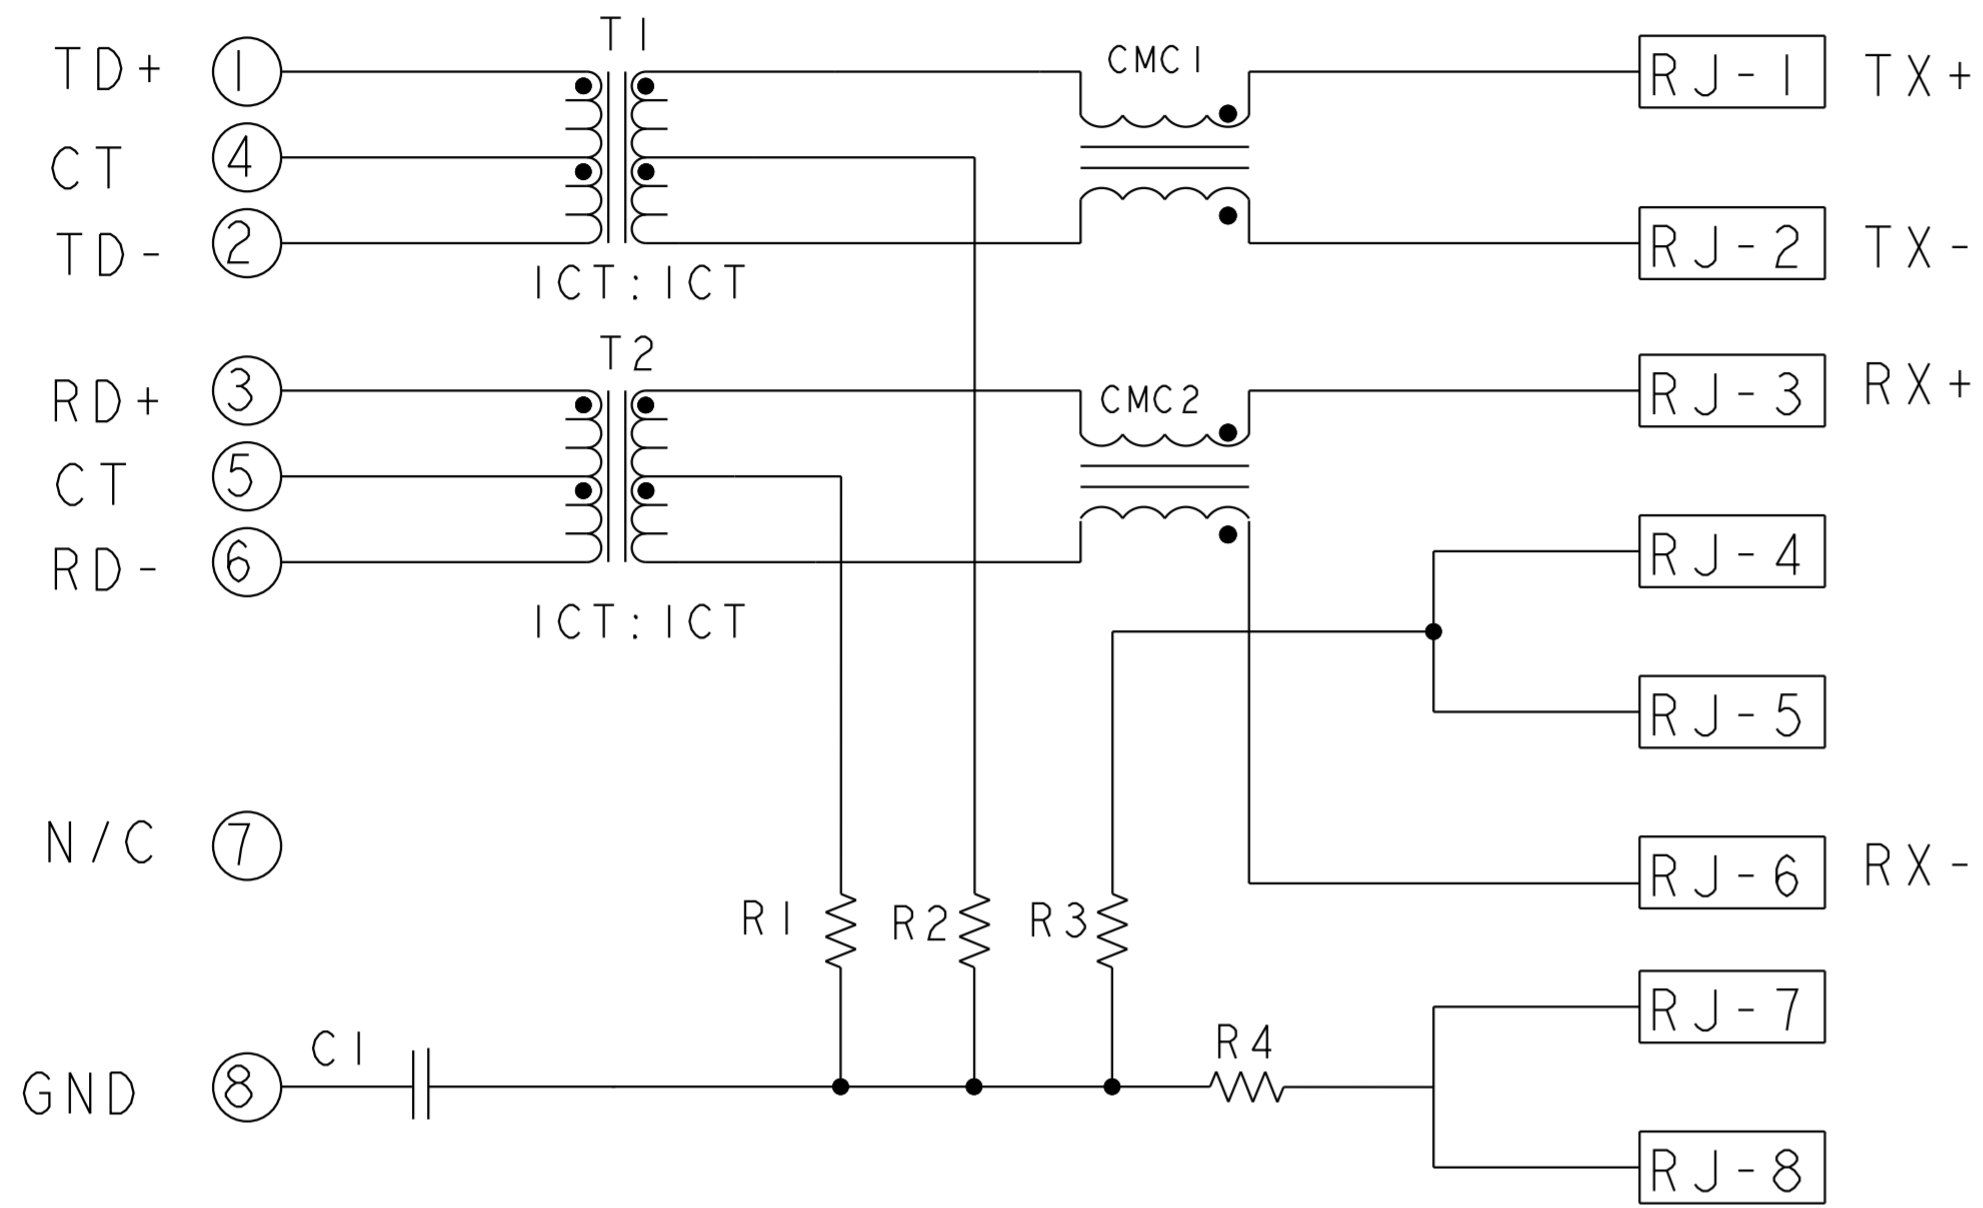 T1
TD+ 1 CMC1 RJ-1 TX+
CT 4
TD- 2 RJ-2 TX-
1CT:1CT
T2
RD+ 3 CMC2 RJ-3 RX+
CT 5
RD- 6 RJ-4
1CT:1CT
RJ-5
N/C 7 RJ-6 RX-
R1 R2 R3
RJ-7
C1 R4
GND 8
RJ-8